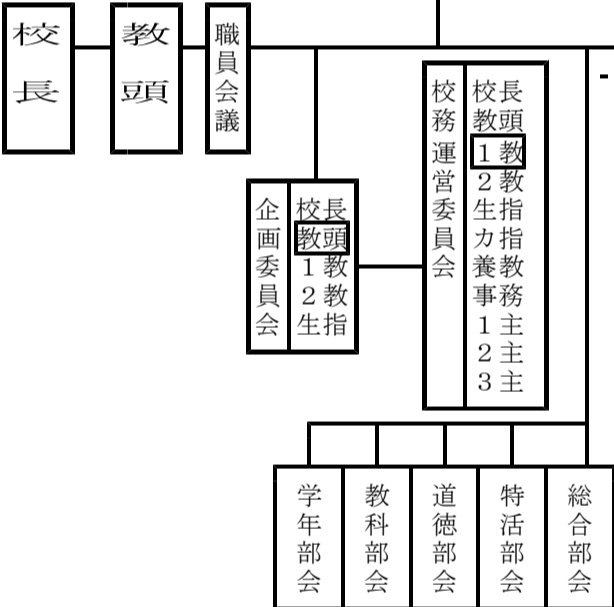 校長
教頭
職員会議
企画委員会
校長
教頭
１教
２教
生指
校務運営委員会
校長
教頭
１教
２教
生指
カ指
養教
事務
１主
２主
３主
学年部会
教科部会
道徳部会
特活部会
総合部会